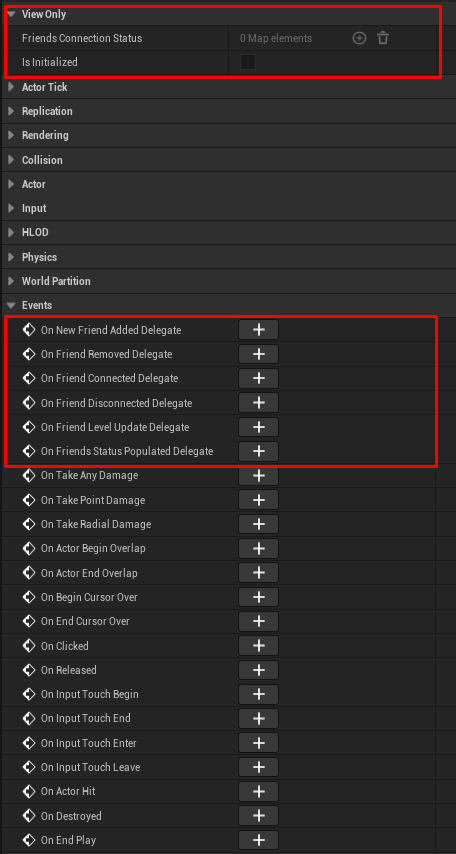 View Only
Friends Connection Status 0 Map elements
Is Initialized
Actor Tick
Replication
Rendering
Collision
Actor
Input
HLOD
Physics
World Partition
Events
On New Friend Added Delegate
On Friend Removed Delegate
On Friend Connected Delegate
On Friend Disconnected Delegate
On Friend Level Update Delegate
On Friends Status Populated Delegate
On Take Any Damage
On Take Point Damage
On Take Radial Damage
On Actor Begin Overlap
On Actor End Overlap
On Begin Cursor Over
On End Cursor Over
On Clicked
On Released
On Input Touch Begin
On Input Touch End
On Input Touch Enter
On Input Touch Leave
On Actor Hit
On Destroyed
On End Play